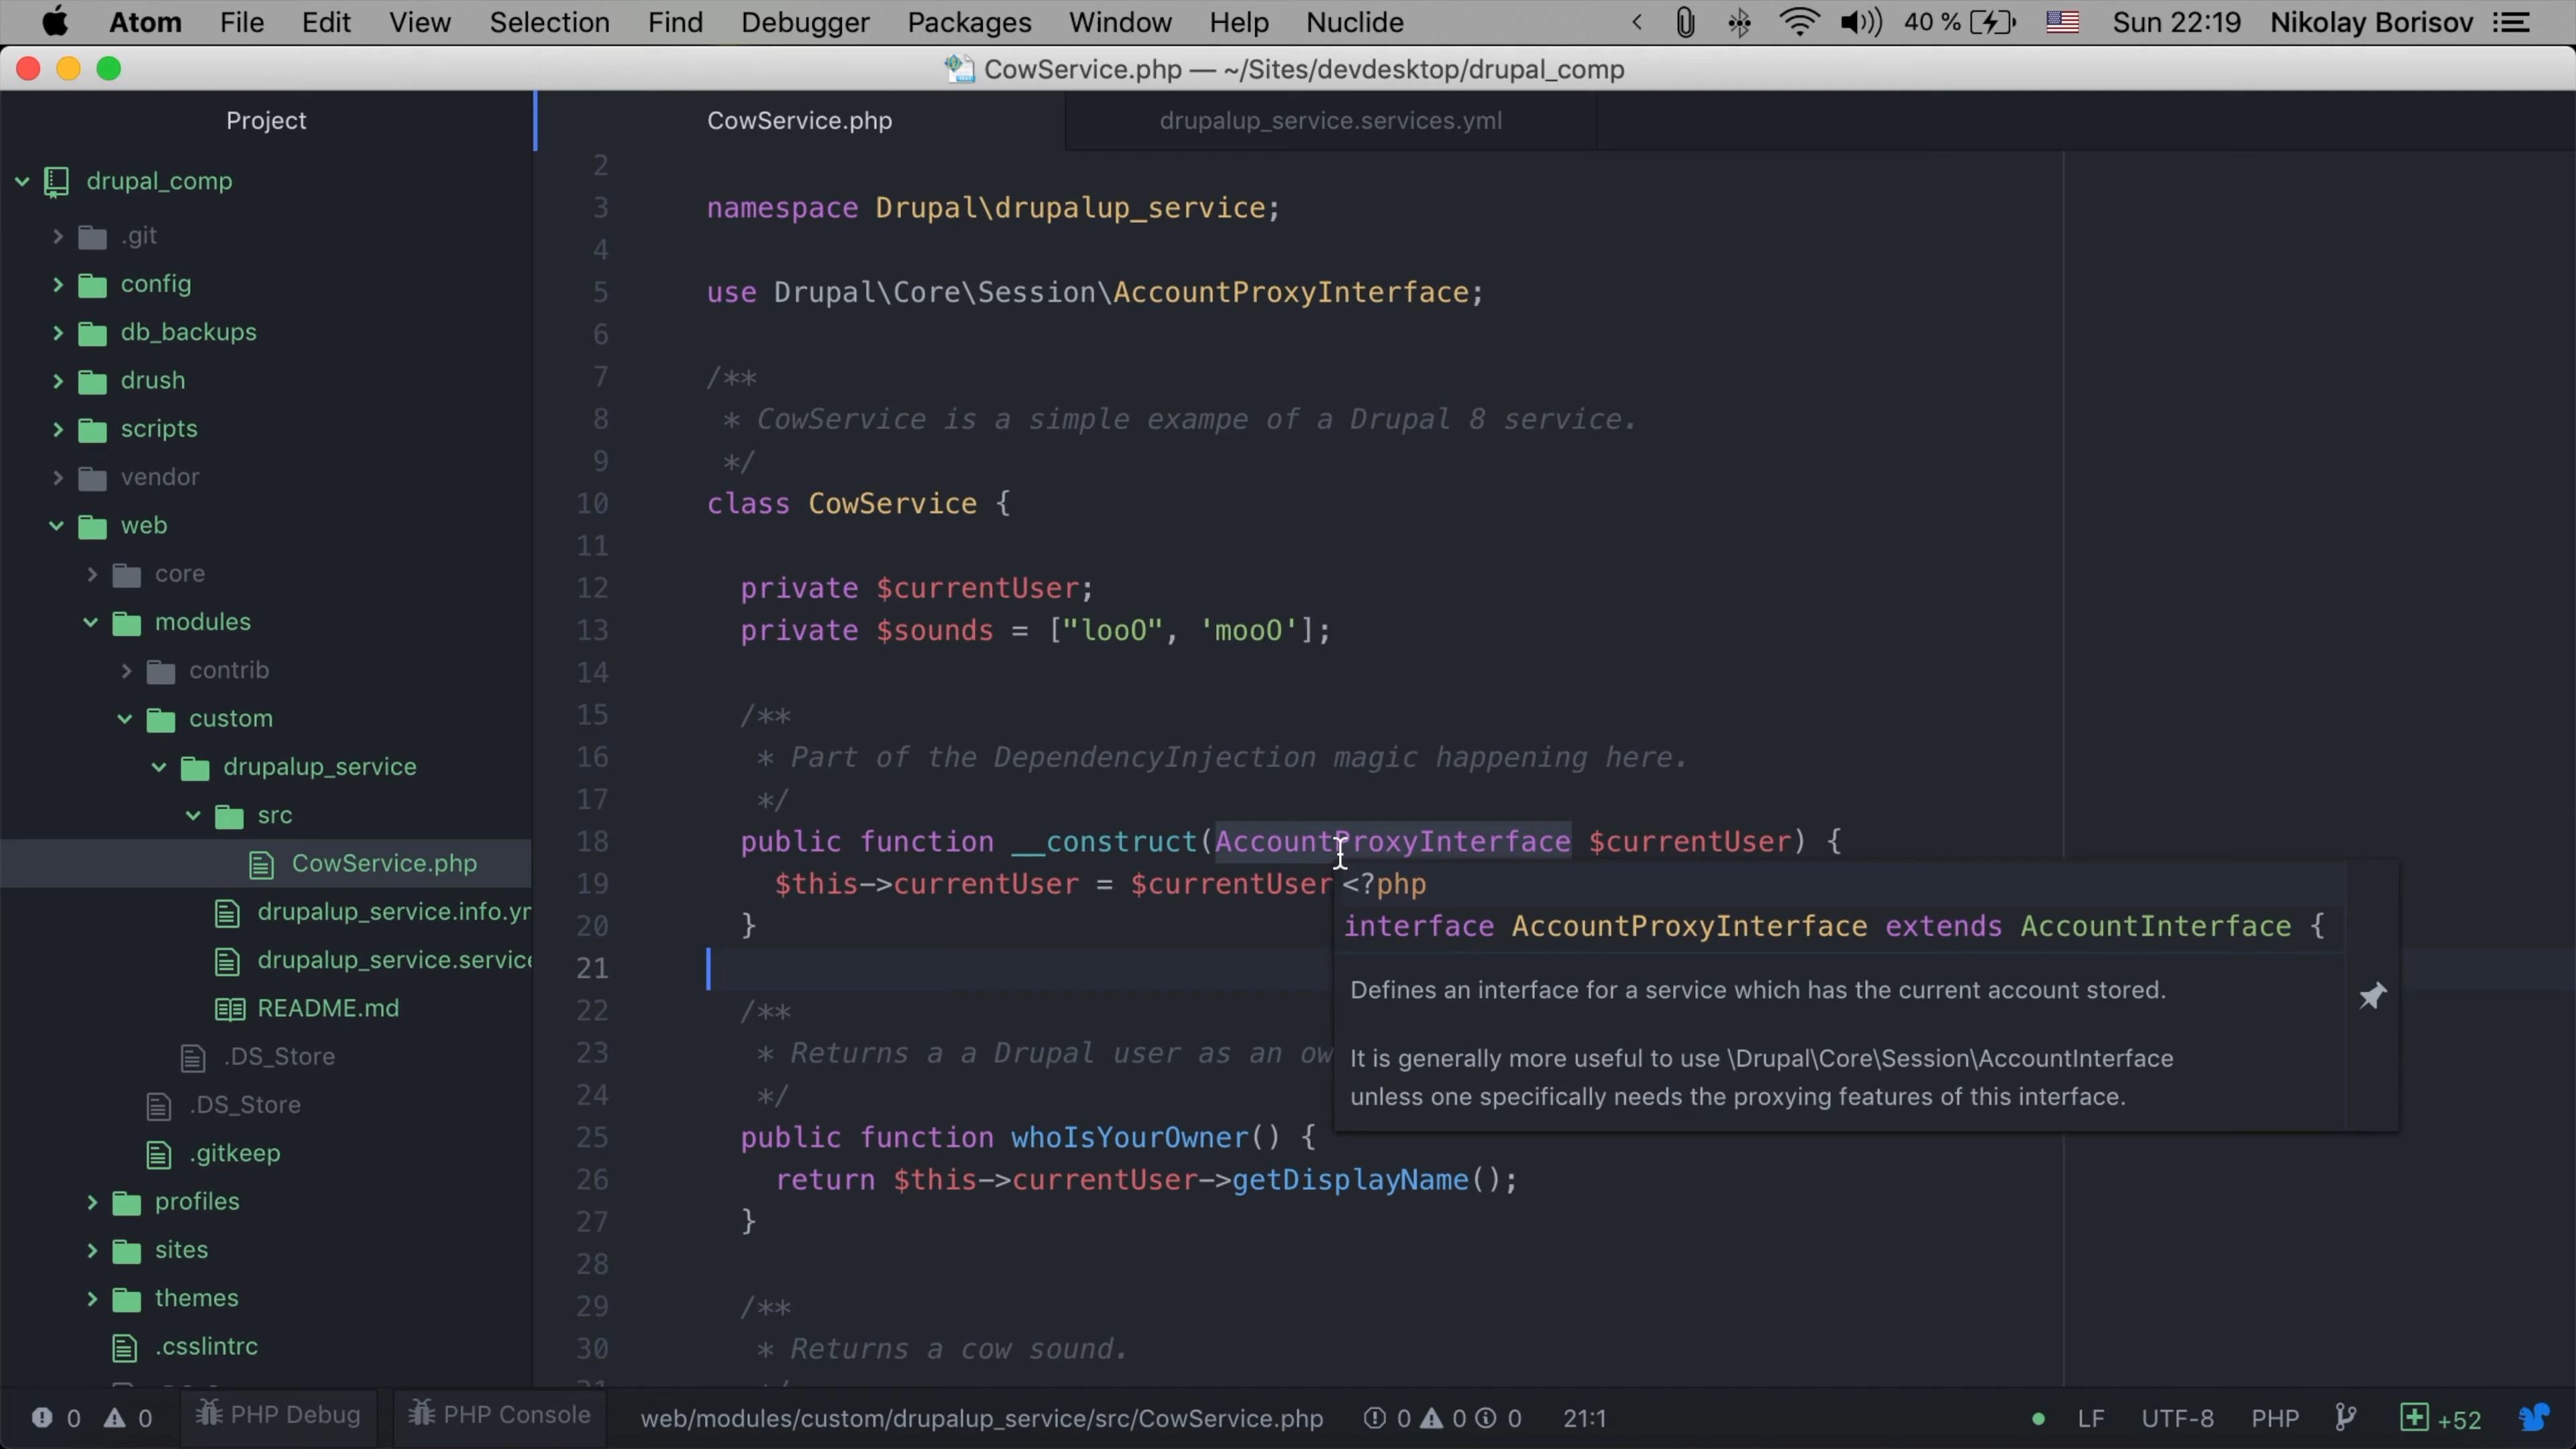 Atom File Edit View Selection Find Debugger Packages Window Help Nuclide 40 % Sun 22:19 Nikolay Borisov
CowService.php — ~/Sites/devdesktop/drupal_comp
Project
drupal_comp
.git
config
db_backups
drush
scripts
vendor
web
core
modules
contrib
custom
drupalup_service
src
CowService.php
drupalup_service.info.yr
drupalup_service.service
README.md
.DS_Store
.DS_Store
.gitkeep
profiles
sites
themes
.csslintrc
CowService.php drupalup_service.services.yml
2
3 namespace Drupal\drupalup_service;
4
5 use Drupal\Core\Session\AccountProxyInterface;
6
7 /**
8 * CowService is a simple exampe of a Drupal 8 service.
9 */
10 class CowService {
11
12 private $currentUser;
13 private $sounds = ["looO", 'mooO'];
14
15 /**
16 * Part of the DependencyInjection magic happening here.
17 */
18 public function __construct(AccountProxyInterface $currentUser) {
19 $this->currentUser = $currentUser
20 }
21
22 /**
23 * Returns a a Drupal user as an ow
24 */
25 public function whoIsYourOwner() {
26 return $this->currentUser->getDisplayName();
27 }
28
29 /**
30 * Returns a cow sound.
<?php
interface AccountProxyInterface extends AccountInterface {
Defines an interface for a service which has the current account stored.
It is generally more useful to use \Drupal\Core\Session\AccountInterface
unless one specifically needs the proxying features of this interface.
0 0 PHP Debug PHP Console web/modules/custom/drupalup_service/src/CowService.php 0 0 0 21:1 LF UTF-8 PHP +52